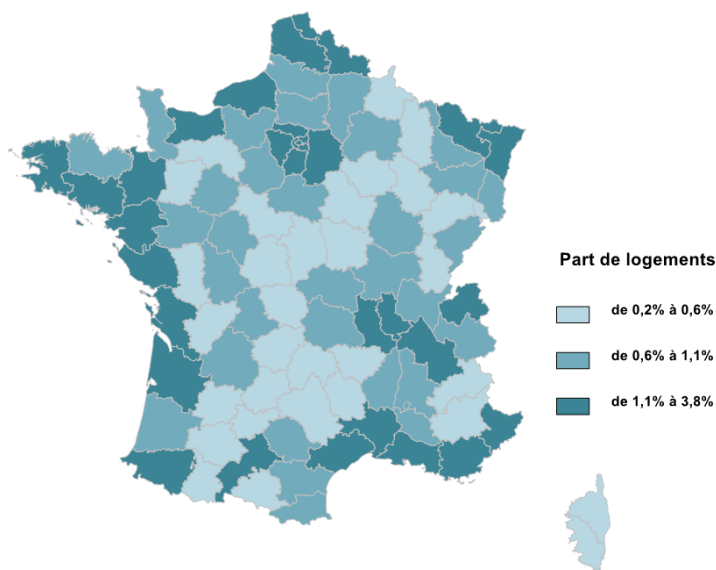 Part de logements
de 0,2% à 0,6%
de 0,6% à 1,1%
de 1,1% à 3,8%